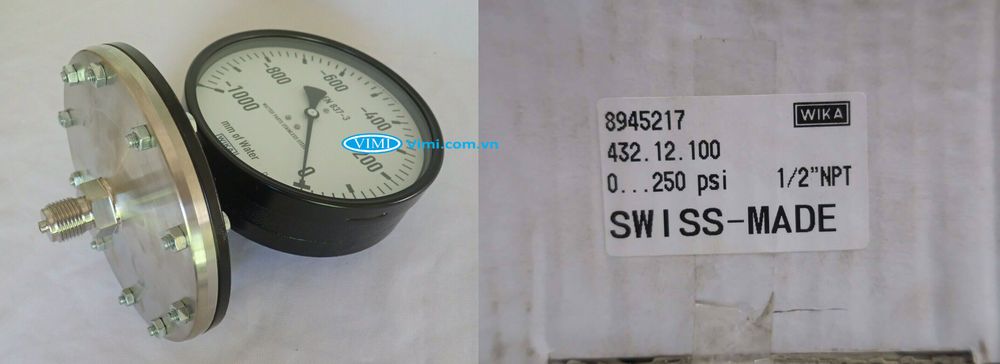 -1000
-800
-600
-400
-200
0
EN 837-3
mm of Water
WIKA
VIMI
Vimi.com.vn
8945217
WIKA
432.12.100
0...250 psi
1/2"NPT
SWISS-MADE